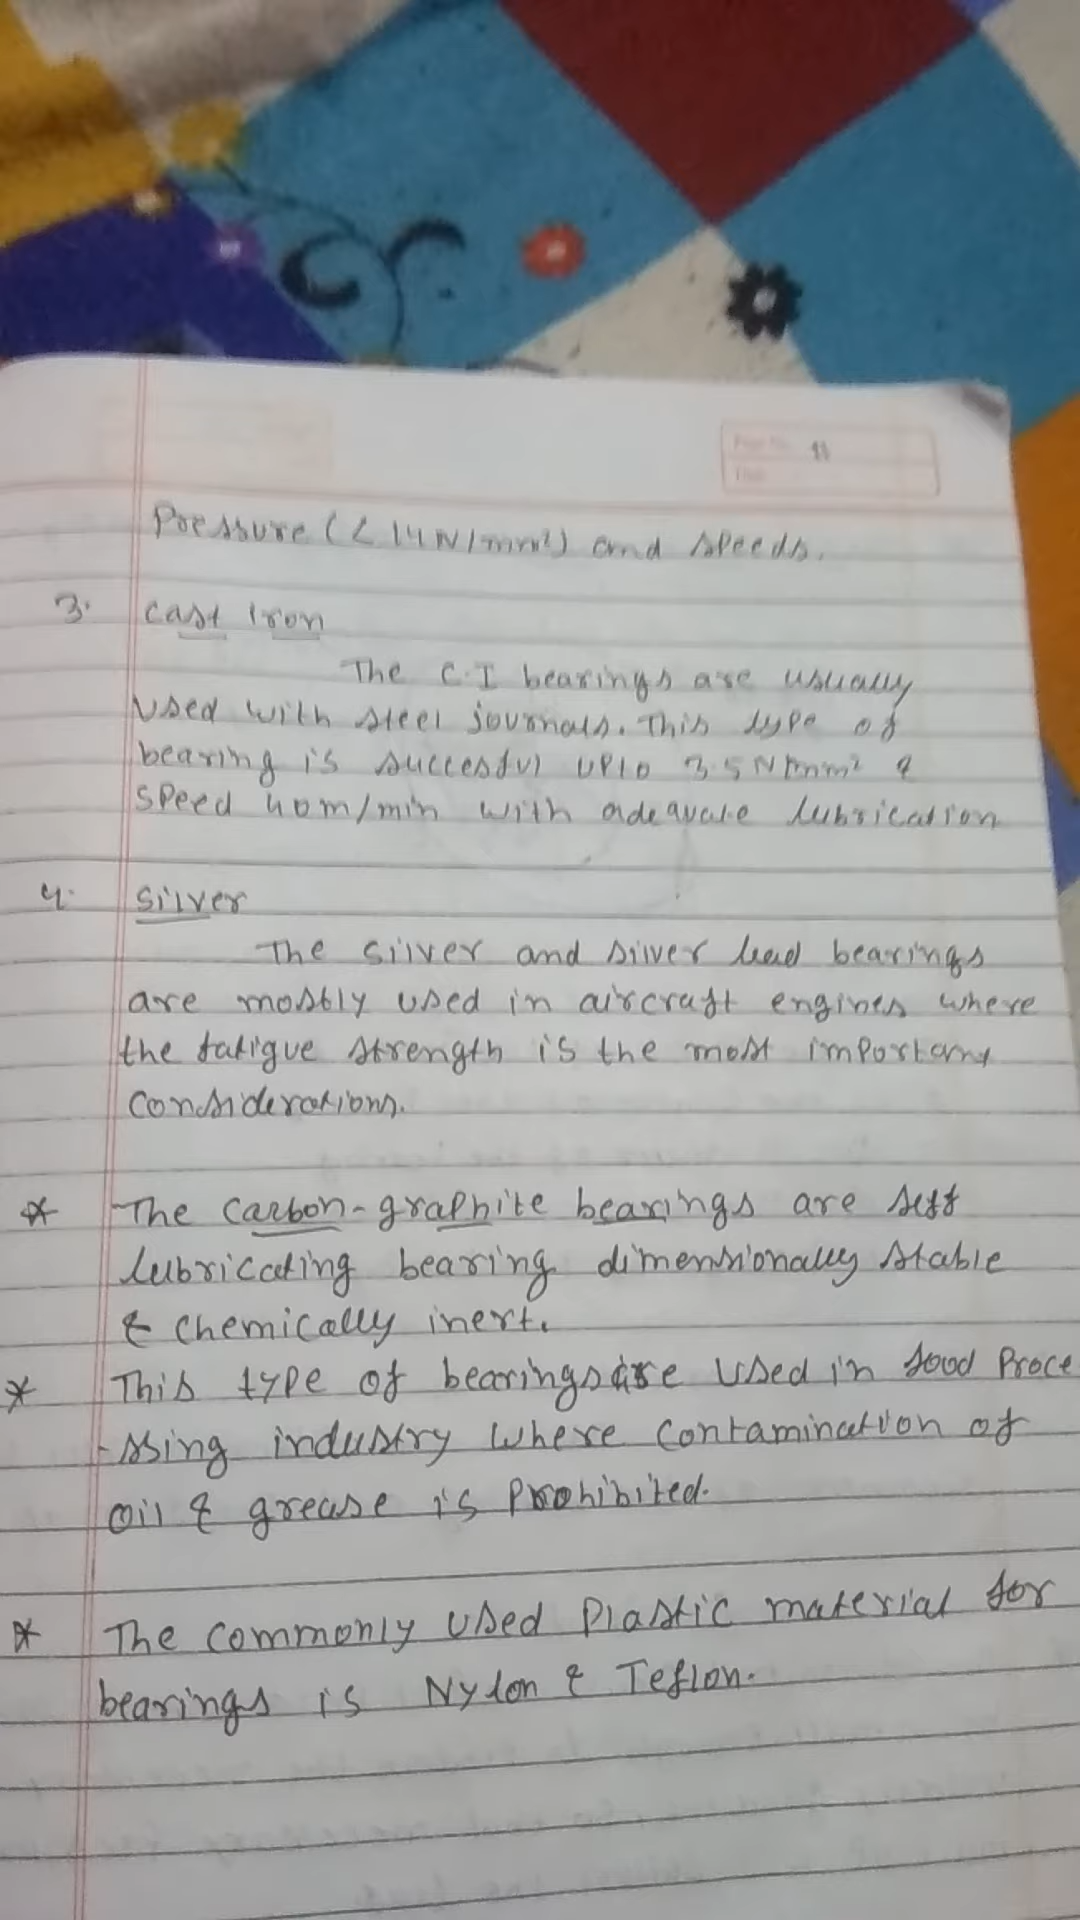 Page No. 13
Pressure (< 14 N/mm²) and speeds.
3. Cast Iron
The C.I bearings are usually
used with steel journals. This type of
bearing is succesful upto 3.5 N/mm² &
speed 40 m/min with adequate lubrication
4. Silver
The silver and silver lead bearings
are mostly used in aircraft engines where
the fatigue strength is the most important
considerations.
* The carbon-graphite bearings are self
lubricating bearing dimensionally stable
& chemically inert.
* This type of bearings are used in food proce
-ssing industry where contamination of
oil & grease is prohibited.
* The commonly used plastic material for
bearings is Nylon & Teflon.